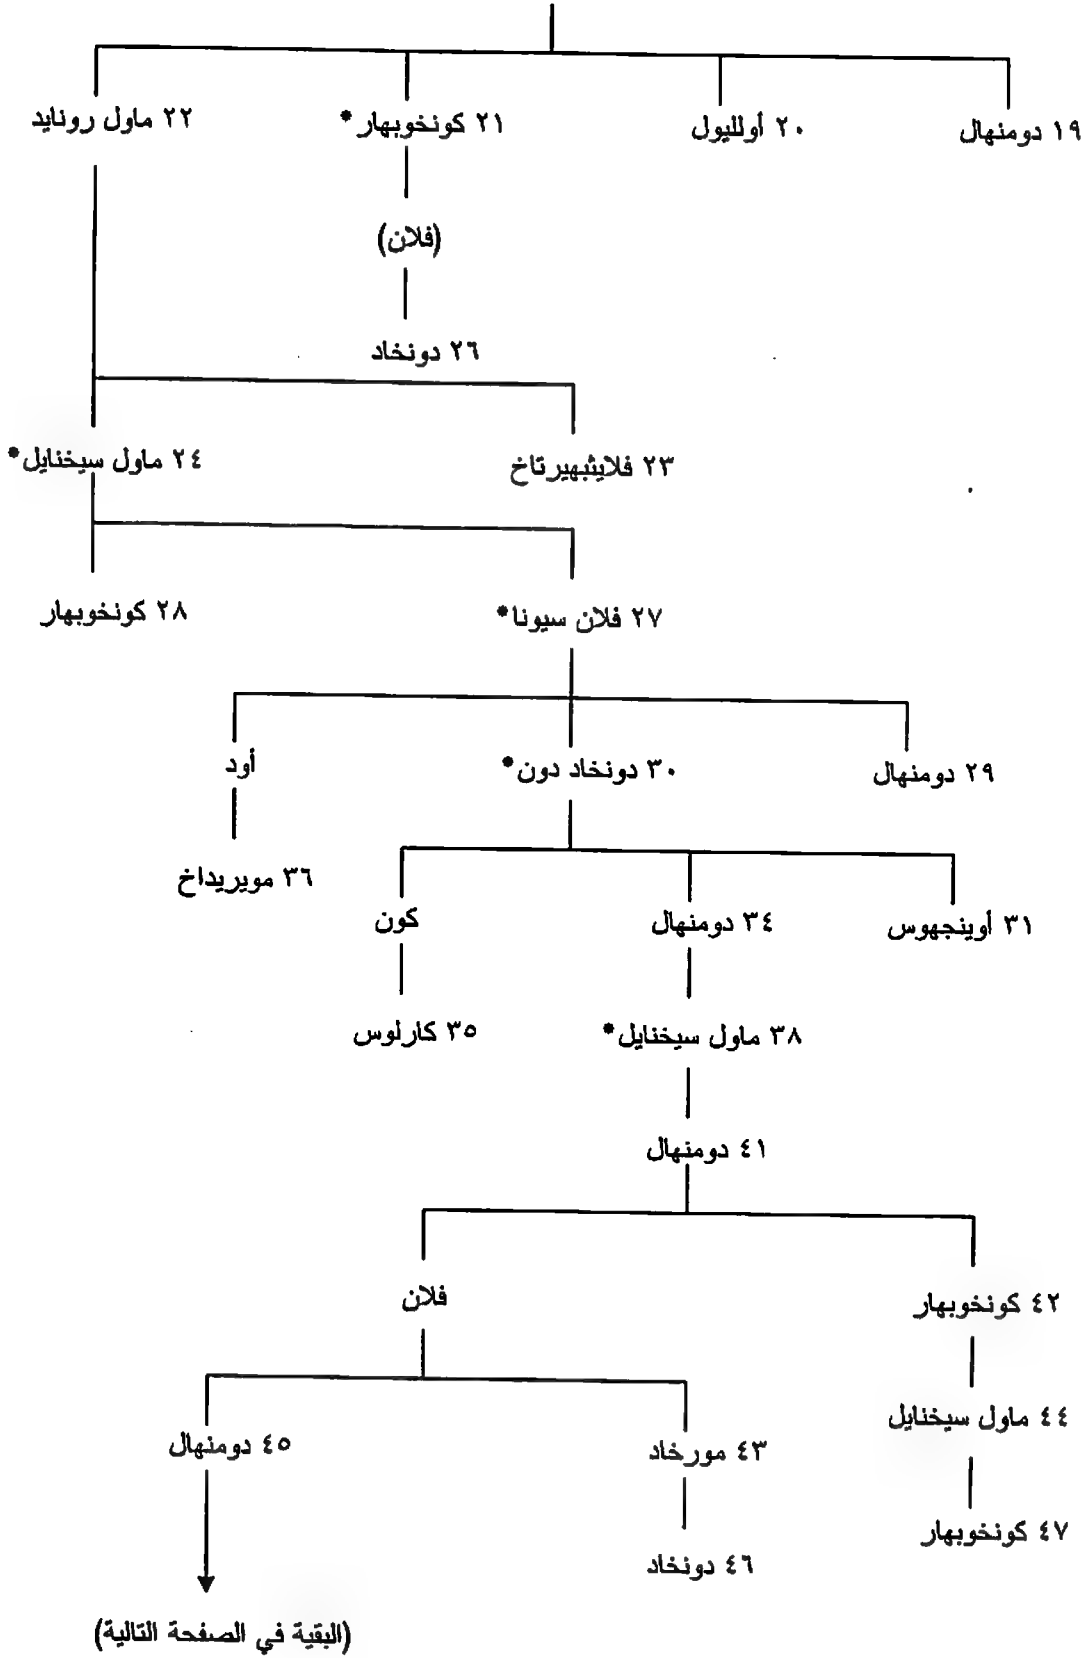 ١٩ دومنهال
٢٠ أولليول
٢١ كونخوبهار*
٢٢ ماول رونايد
(فلان)
٢٦ دونخاد
٢٣ فلايثبهيرتاخ
٢٤ ماول سيخنايل*
٢٧ فلان سيونا*
٢٨ كونخوبهار
٢٩ دومنهال
٣٠ دونخاد دون*
أود
٣٦ مويريداخ
٣١ أوينجهوس
٣٤ دومنهال
كون
٣٨ ماول سيخنايل*
٣٥ كارلوس
٤١ دومنهال
٤٢ كونخوبهار
فلان
٤٤ ماول سيخنايل
٤٣ مورخاد
٤٥ دومنهال
٤٧ كونخوبهار
٤٦ دونخاد
(البقية في الصفحة التالية)